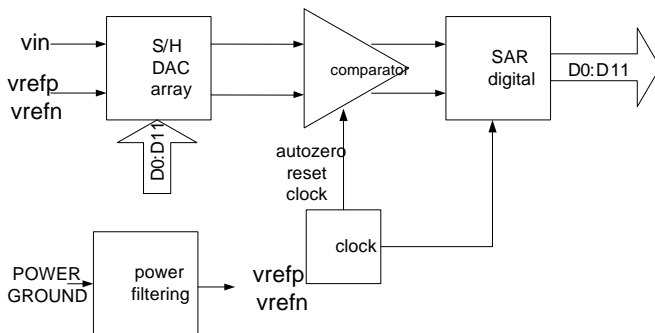 vin
vrefp
vrefn
S/H
DAC
array
D0:D11
comparator
SAR
digital
D0:D11
autozero
reset
clock
clock
POWER
GROUND
power
filtering
vrefp
vrefn